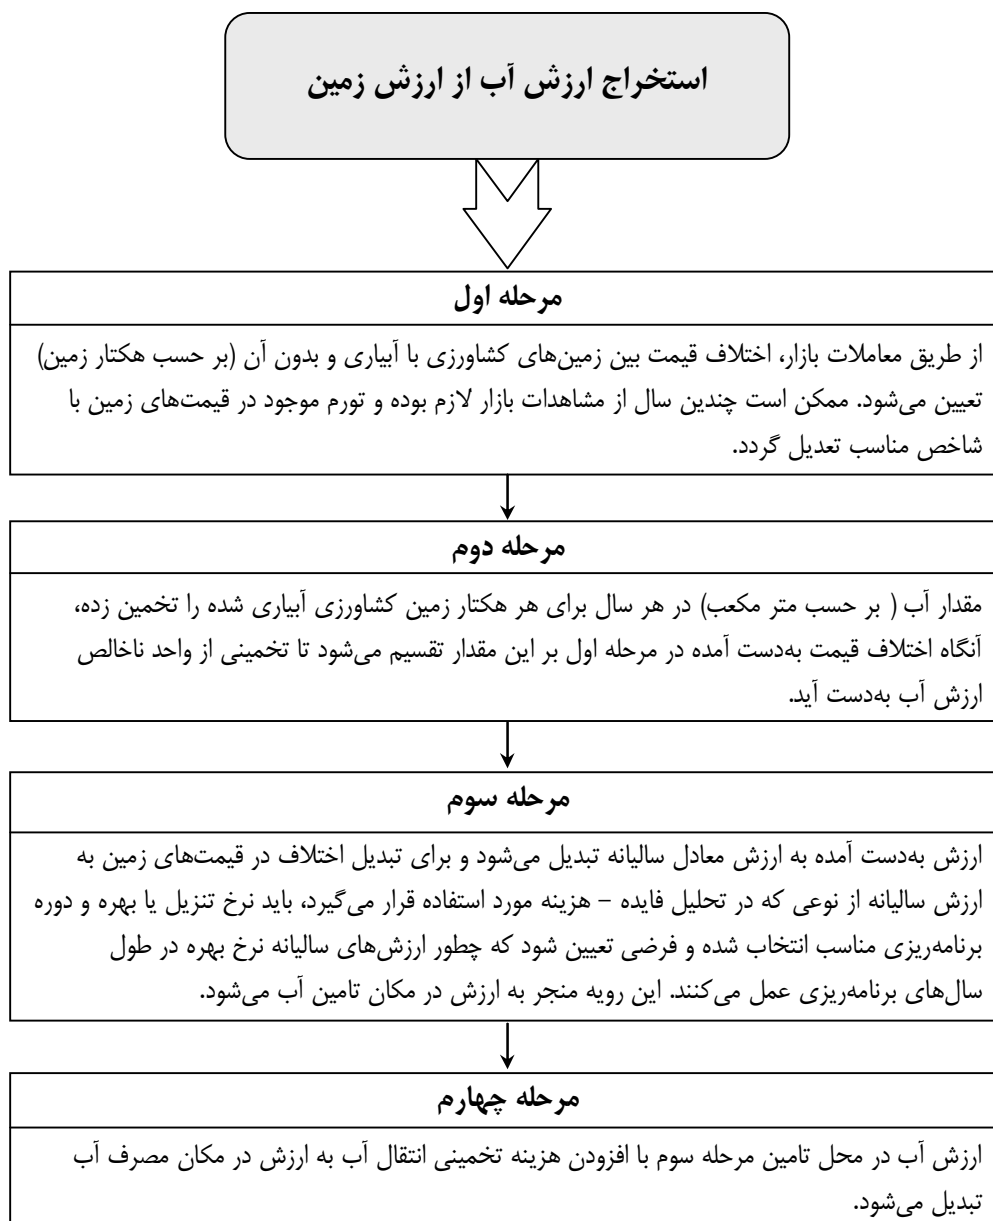 استخراج ارزش آب از ارزش زمین
مرحله اول
از طریق معاملات بازار، اختلاف قیمت بین زمین‌های کشاورزی با آبیاری و بدون آن (بر حسب هکتار زمین)
تعیین می‌شود. ممکن است چندین سال از مشاهدات بازار لازم بوده و تورم موجود در قیمت‌های زمین با
شاخص مناسب تعدیل گردد.
مرحله دوم
مقدار آب ( بر حسب متر مکعب) در هر سال برای هر هکتار زمین کشاورزی آبیاری شده را تخمین زده،
آنگاه اختلاف قیمت به‌دست آمده در مرحله اول بر این مقدار تقسیم می‌شود تا تخمینی از واحد ناخالص
ارزش آب به‌دست آید.
مرحله سوم
ارزش به‌دست آمده به ارزش معادل سالیانه تبدیل می‌شود و برای تبدیل اختلاف در قیمت‌های زمین به
ارزش سالیانه از نوعی که در تحلیل فایده – هزینه مورد استفاده قرار می‌گیرد، باید نرخ تنزیل یا بهره و دوره
برنامه‌ریزی مناسب انتخاب شده و فرضی تعیین شود که چطور ارزش‌های سالیانه نرخ بهره در طول
سال‌های برنامه‌ریزی عمل می‌کنند. این رویه منجر به ارزش در مکان تامین آب می‌شود.
مرحله چهارم
ارزش آب در محل تامین مرحله سوم با افزودن هزینه تخمینی انتقال آب به ارزش در مکان مصرف آب
تبدیل می‌شود.